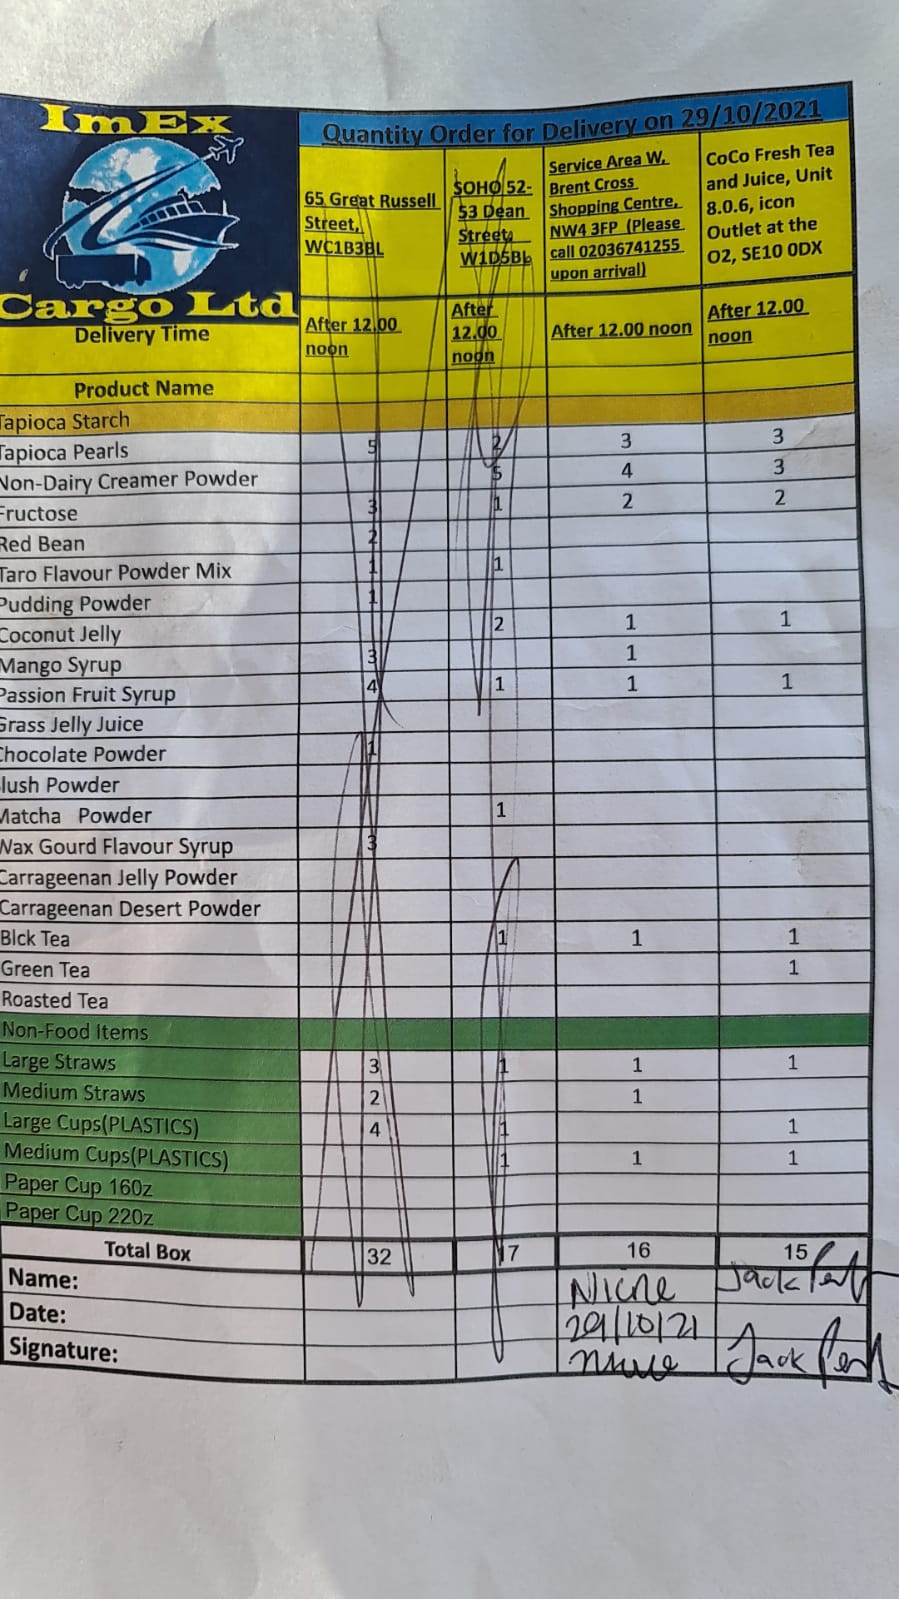 ImEx
Cargo Ltd
Quantity Order for Delivery on 29/10/2021
65 Great Russell
Street,
WC1B3BL
SOHO 52-
53 Dean
Street,
W1D5BL
Service Area W,
Brent Cross
Shopping Centre,
NW4 3FP (Please
call 02036741255
upon arrival)
CoCo Fresh Tea
and Juice, Unit
8.0.6, icon
Outlet at the
O2, SE10 0DX
Delivery Time
After 12.00
noon
After
12.00
noon
After 12.00 noon
After 12.00
noon
Product Name
Tapioca Starch
Tapioca Pearls 5 2 3 3
Non-Dairy Creamer Powder 5 4 3
Fructose 3 1 2 2
Red Bean 2
Taro Flavour Powder Mix 1 1
Pudding Powder 1
Coconut Jelly 2 1 1
Mango Syrup 3 1
Passion Fruit Syrup 4 1 1 1
Grass Jelly Juice
Chocolate Powder 1
lush Powder
Matcha Powder 1
Wax Gourd Flavour Syrup 3
Carrageenan Jelly Powder
Carrageenan Desert Powder
Blck Tea 1 1 1
Green Tea 1
Roasted Tea
Non-Food Items
Large Straws 3 1 1 1
Medium Straws 2 1
Large Cups(PLASTICS) 4 1 1
Medium Cups(PLASTICS) 1 1 1
Paper Cup 16oz
Paper Cup 22oz
Total Box 32 17 16 15
Name:
Date: 29/10/21
Signature: Jack